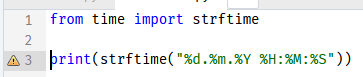 1 from time import strftime
2
3 print(strftime("%d.%m.%Y %H:%M:%S"))